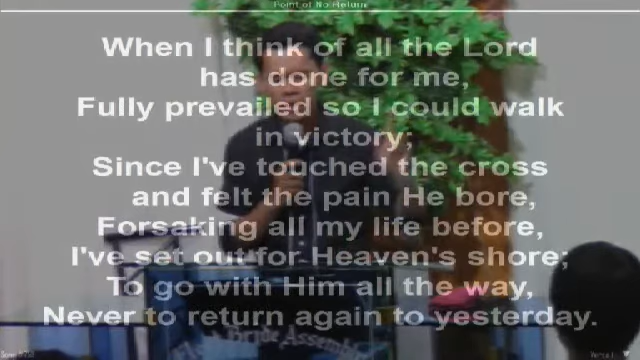 Point of No Return
When I think of all the Lord
has done for me,
Fully prevailed so I could walk
in victory;
Since I've touched the cross
and felt the pain He bore,
Forsaking all my life before,
I've set out for Heaven's shore;
To go with Him all the way,
Never to return again to yesterday.
Bride Assembly